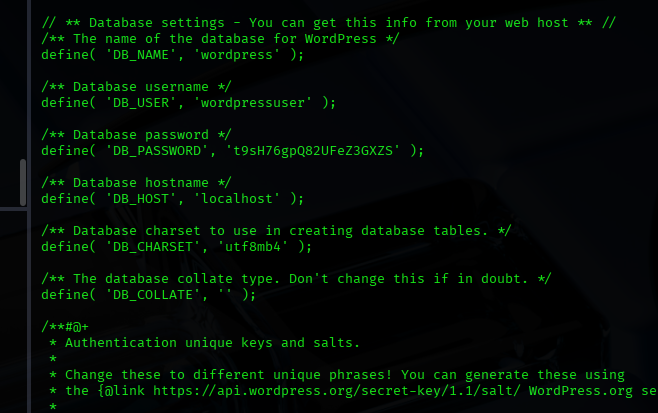 // ** Database settings - You can get this info from your web host ** //
/** The name of the database for WordPress */
define( 'DB_NAME', 'wordpress' );
/** Database username */
define( 'DB_USER', 'wordpressuser' );
/** Database password */
define( 'DB_PASSWORD', 't9sH76gpQ82UFeZ3GXZS' );
/** Database hostname */
define( 'DB_HOST', 'localhost' );
/** Database charset to use in creating database tables. */
define( 'DB_CHARSET', 'utf8mb4' );
/** The database collate type. Don't change this if in doubt. */
define( 'DB_COLLATE', '' );
/**#@+
* Authentication unique keys and salts.
*
* Change these to different unique phrases! You can generate these using
* the {@link https://api.wordpress.org/secret-key/1.1/salt/ WordPress.org se
*